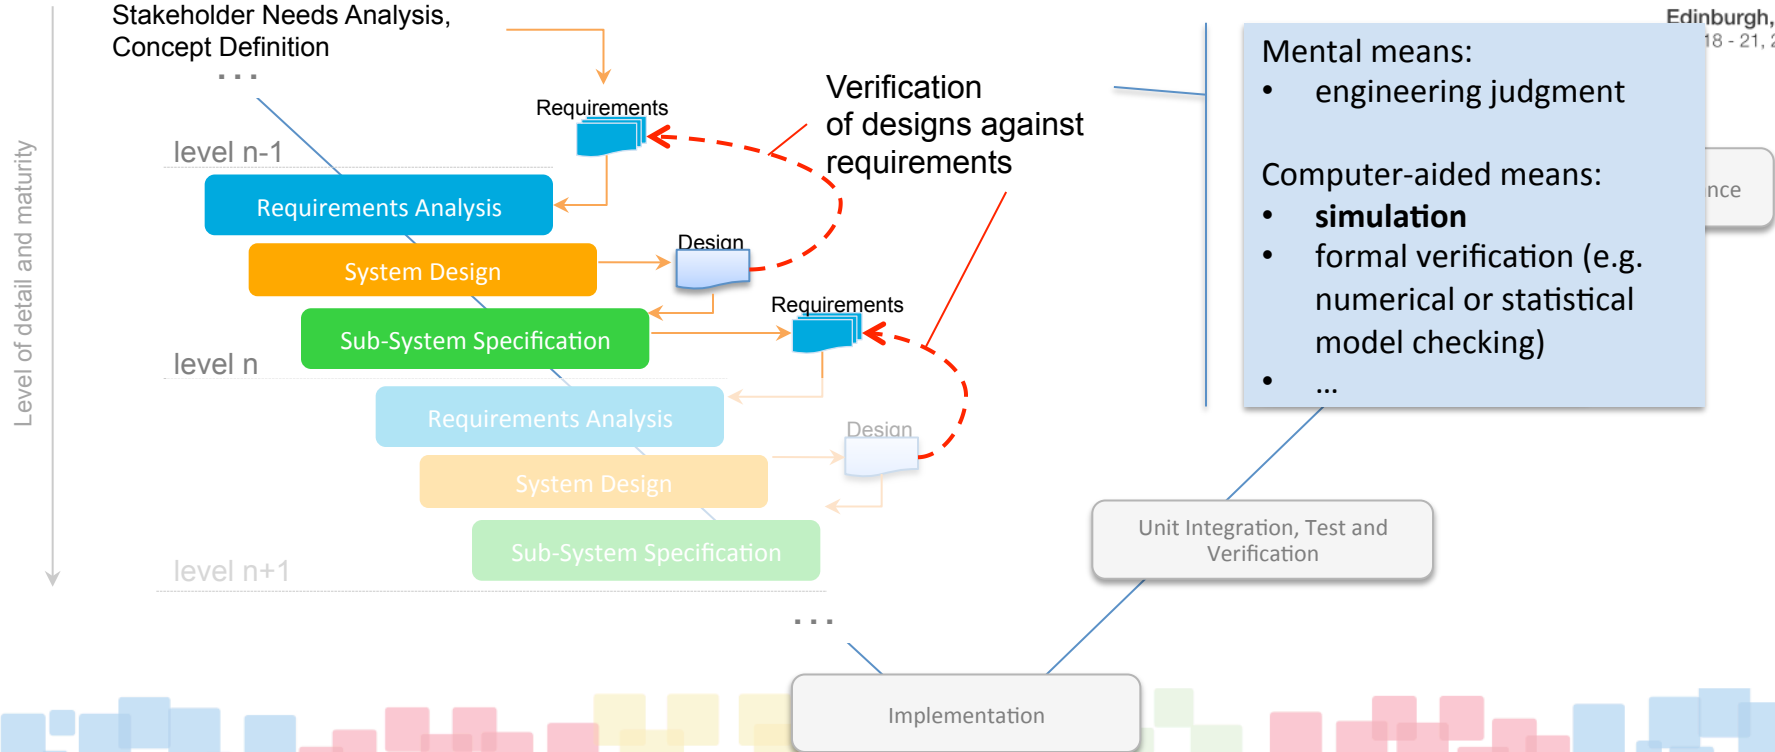 Stakeholder Needs Analysis,
Concept Definition
...
Edinburgh,
18 - 21, 2
Level of detail and maturity
Requirements
level n-1
Requirements Analysis
System Design
Design
Sub-System Specification
Requirements
level n
Requirements Analysis
System Design
Design
Sub-System Specification
level n+1
...
Verification
of designs against
requirements
Mental means:
• engineering judgment
Computer-aided means:
• simulation
• formal verification (e.g.
numerical or statistical
model checking)
• ...
Unit Integration, Test and
Verification
Implementation